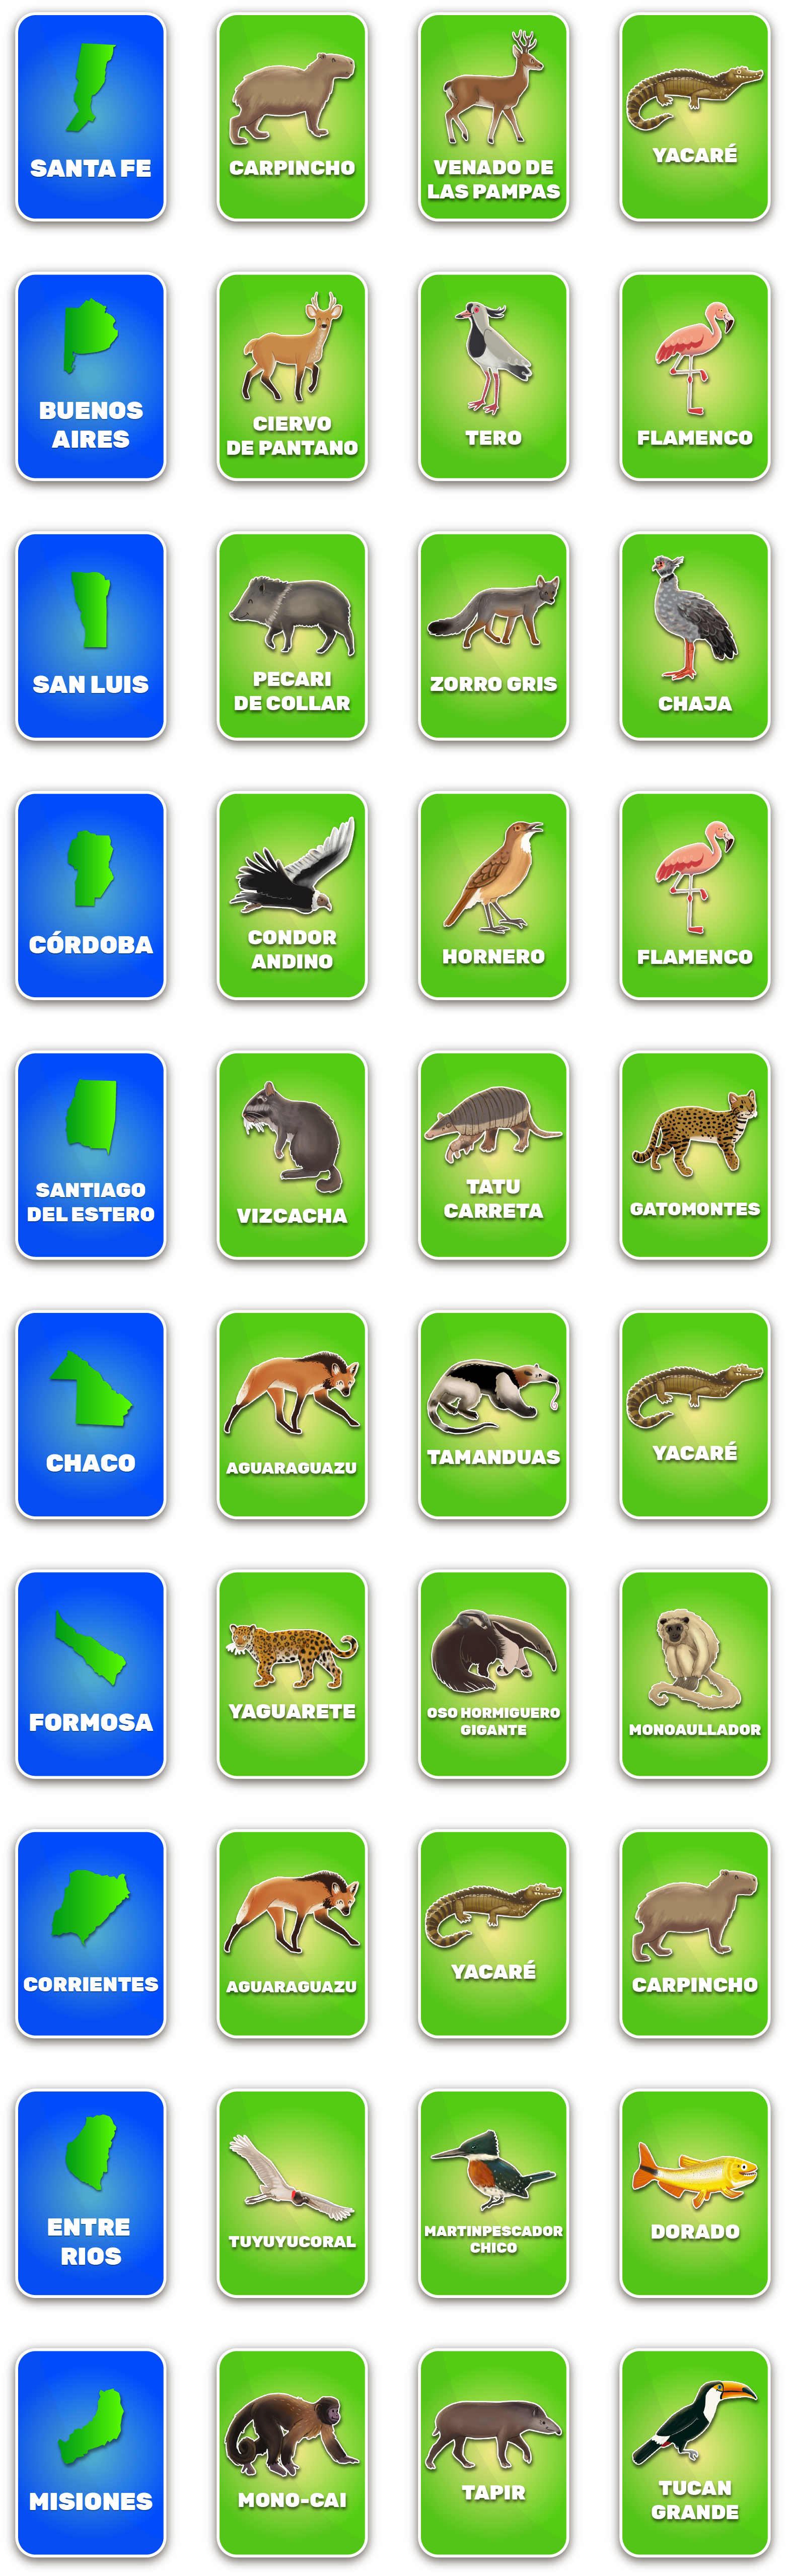 SANTA FE
CARPINCHO
VENADO DE
LAS PAMPAS
YACARÉ
BUENOS
AIRES
CIERVO
DE PANTANO
TERO
FLAMENCO
SAN LUIS
PECARI
DE COLLAR
ZORRO GRIS
CHAJA
CÓRDOBA
CONDOR
ANDINO
HORNERO
FLAMENCO
SANTIAGO
DEL ESTERO
VIZCACHA
TATU
CARRETA
GATOMONTES
CHACO
AGUARAGUAZU
TAMANDUAS
YACARÉ
FORMOSA
YAGUARETE
OSO HORMIGUERO
GIGANTE
MONOAULLADOR
CORRIENTES
AGUARAGUAZU
YACARÉ
CARPINCHO
ENTRE
RIOS
TUYUYUCORAL
MARTINPESCADOR
CHICO
DORADO
MISIONES
MONO-CAI
TAPIR
TUCAN
GRANDE